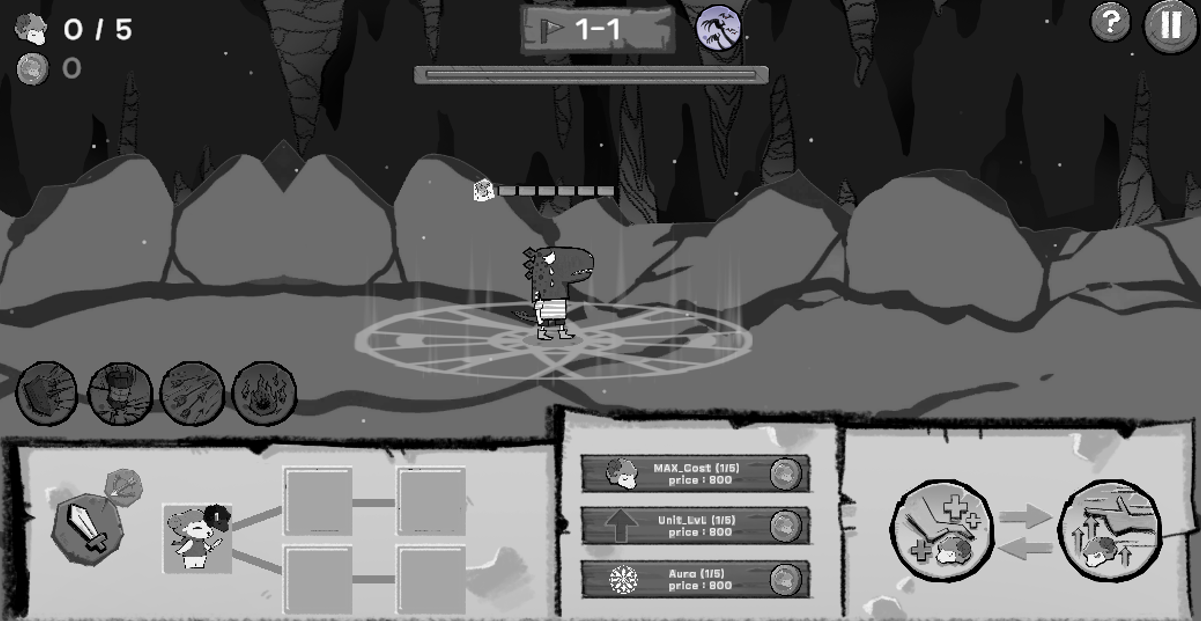 0 / 5
1-1
?
0
MAX_Cost (1/5)
price : 800
Unit_LvL (1/5)
price : 800
Aura (1/5)
price : 800